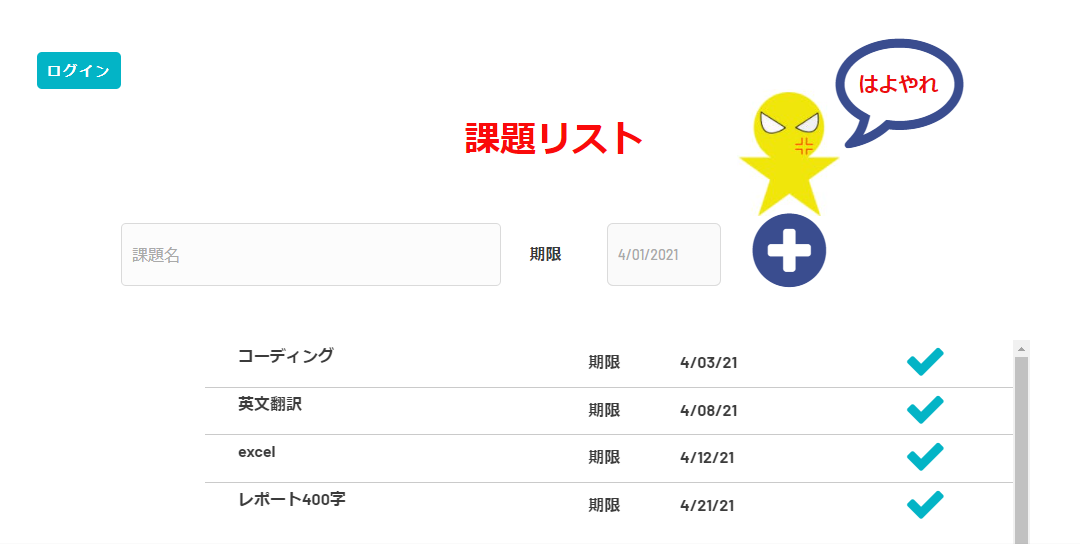 ログイン
はよやれ
課題リスト
課題名
期限
4/01/2021
コーディング
期限
4/03/21
英文翻訳
期限
4/08/21
excel
期限
4/12/21
レポート400字
期限
4/21/21